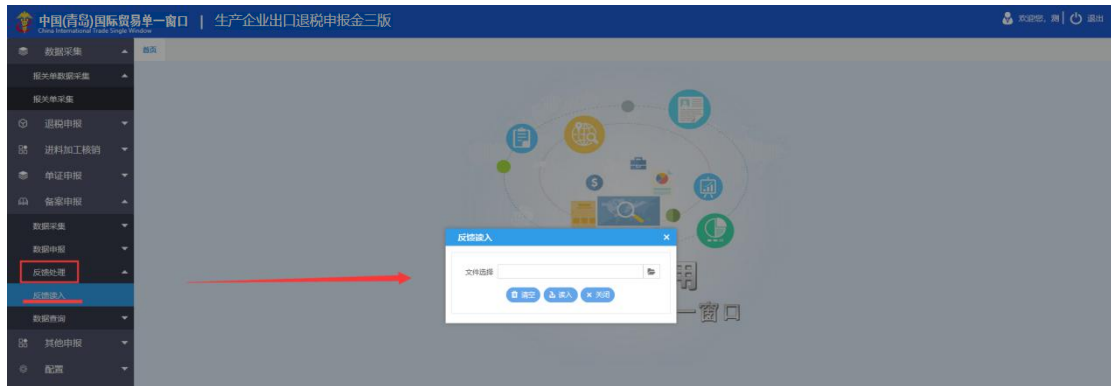 中国(青岛)国际贸易单一窗口 | 生产企业出口退税申报金三版
China International Trade Single Window
欢迎您, 测 | 退出
数据采集
首页
报关单数据采集
报关单采集
退税申报
进料加工核销
单证申报
备案申报
数据采集
数据申报
反馈处理
反馈读入
数据查询
其他申报
配置
反馈读入 ×
文件选择
清空 读入 × 关闭
用
一窗口